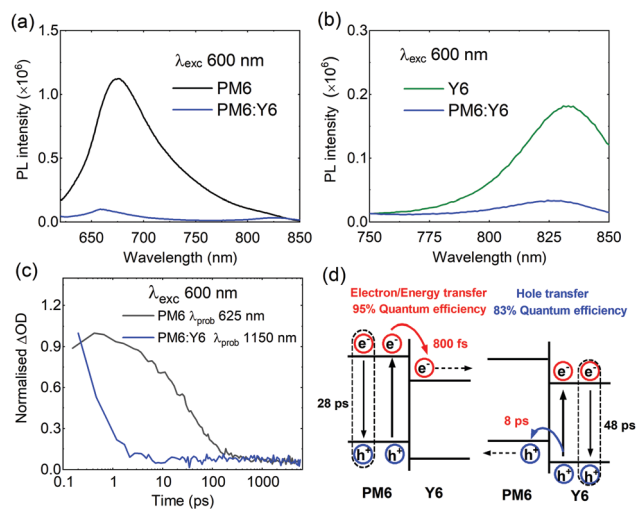 (a)
λexc 600 nm
PM6
PM6:Y6
PL intensity (×10⁶)
1.5
1.0
0.5
0.0
650 700 750 800 850
Wavelength (nm)
(b)
λexc 600 nm
Y6
PM6:Y6
PL intensity (×10⁶)
0.3
0.2
0.1
0.0
750 775 800 825 850
Wavelength (nm)
(c)
λexc 600 nm
PM6 λprob 625 nm
PM6:Y6 λprob 1150 nm
Normalised ΔOD
1.2
0.9
0.6
0.3
0.0
0.1 1 10 100 1000
Time (ps)
(d)
Electron/Energy transfer
95% Quantum efficiency
Hole transfer
83% Quantum efficiency
e⁻ e⁻
800 fs
e⁻
28 ps
h⁺ h⁺
PM6 Y6
e⁻ e⁻
8 ps
48 ps
h⁺
h⁺ h⁺
PM6 Y6